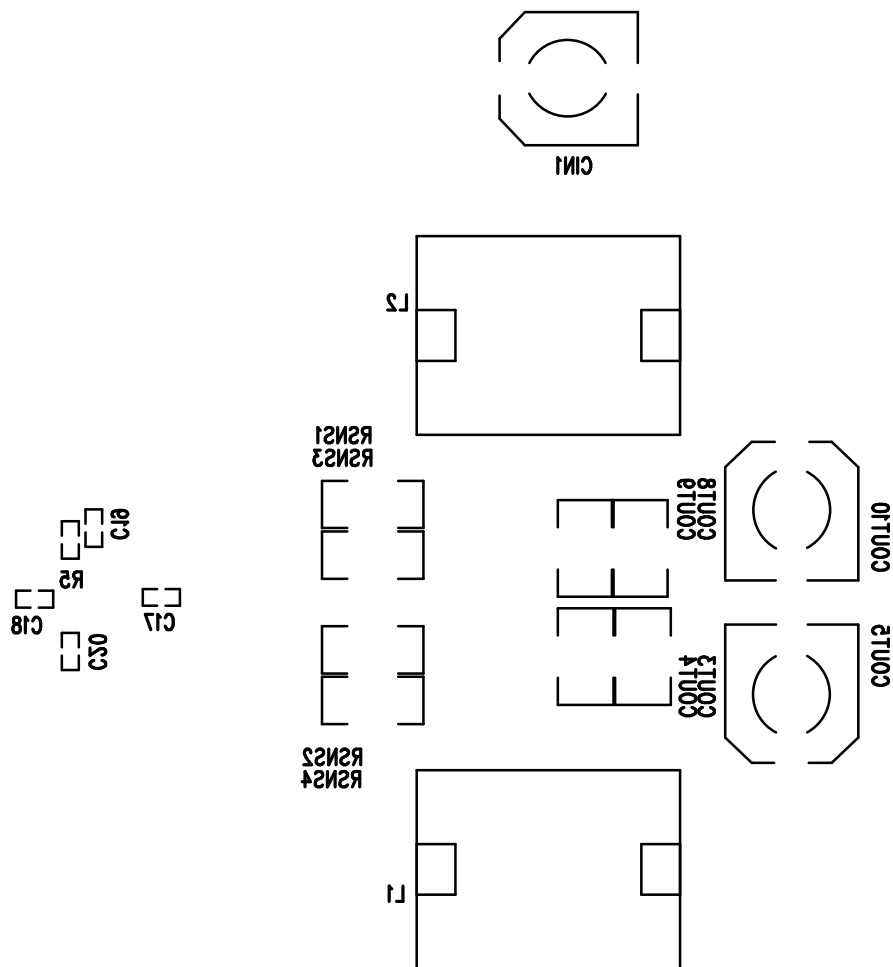 CIN1
L2
RSNS1
RSNS3
COUT9
COUT8
COUT10
C19
R5
C18
C17
C20
COUT4
COUT3
COUT5
RSNS2
RSNS4
L1